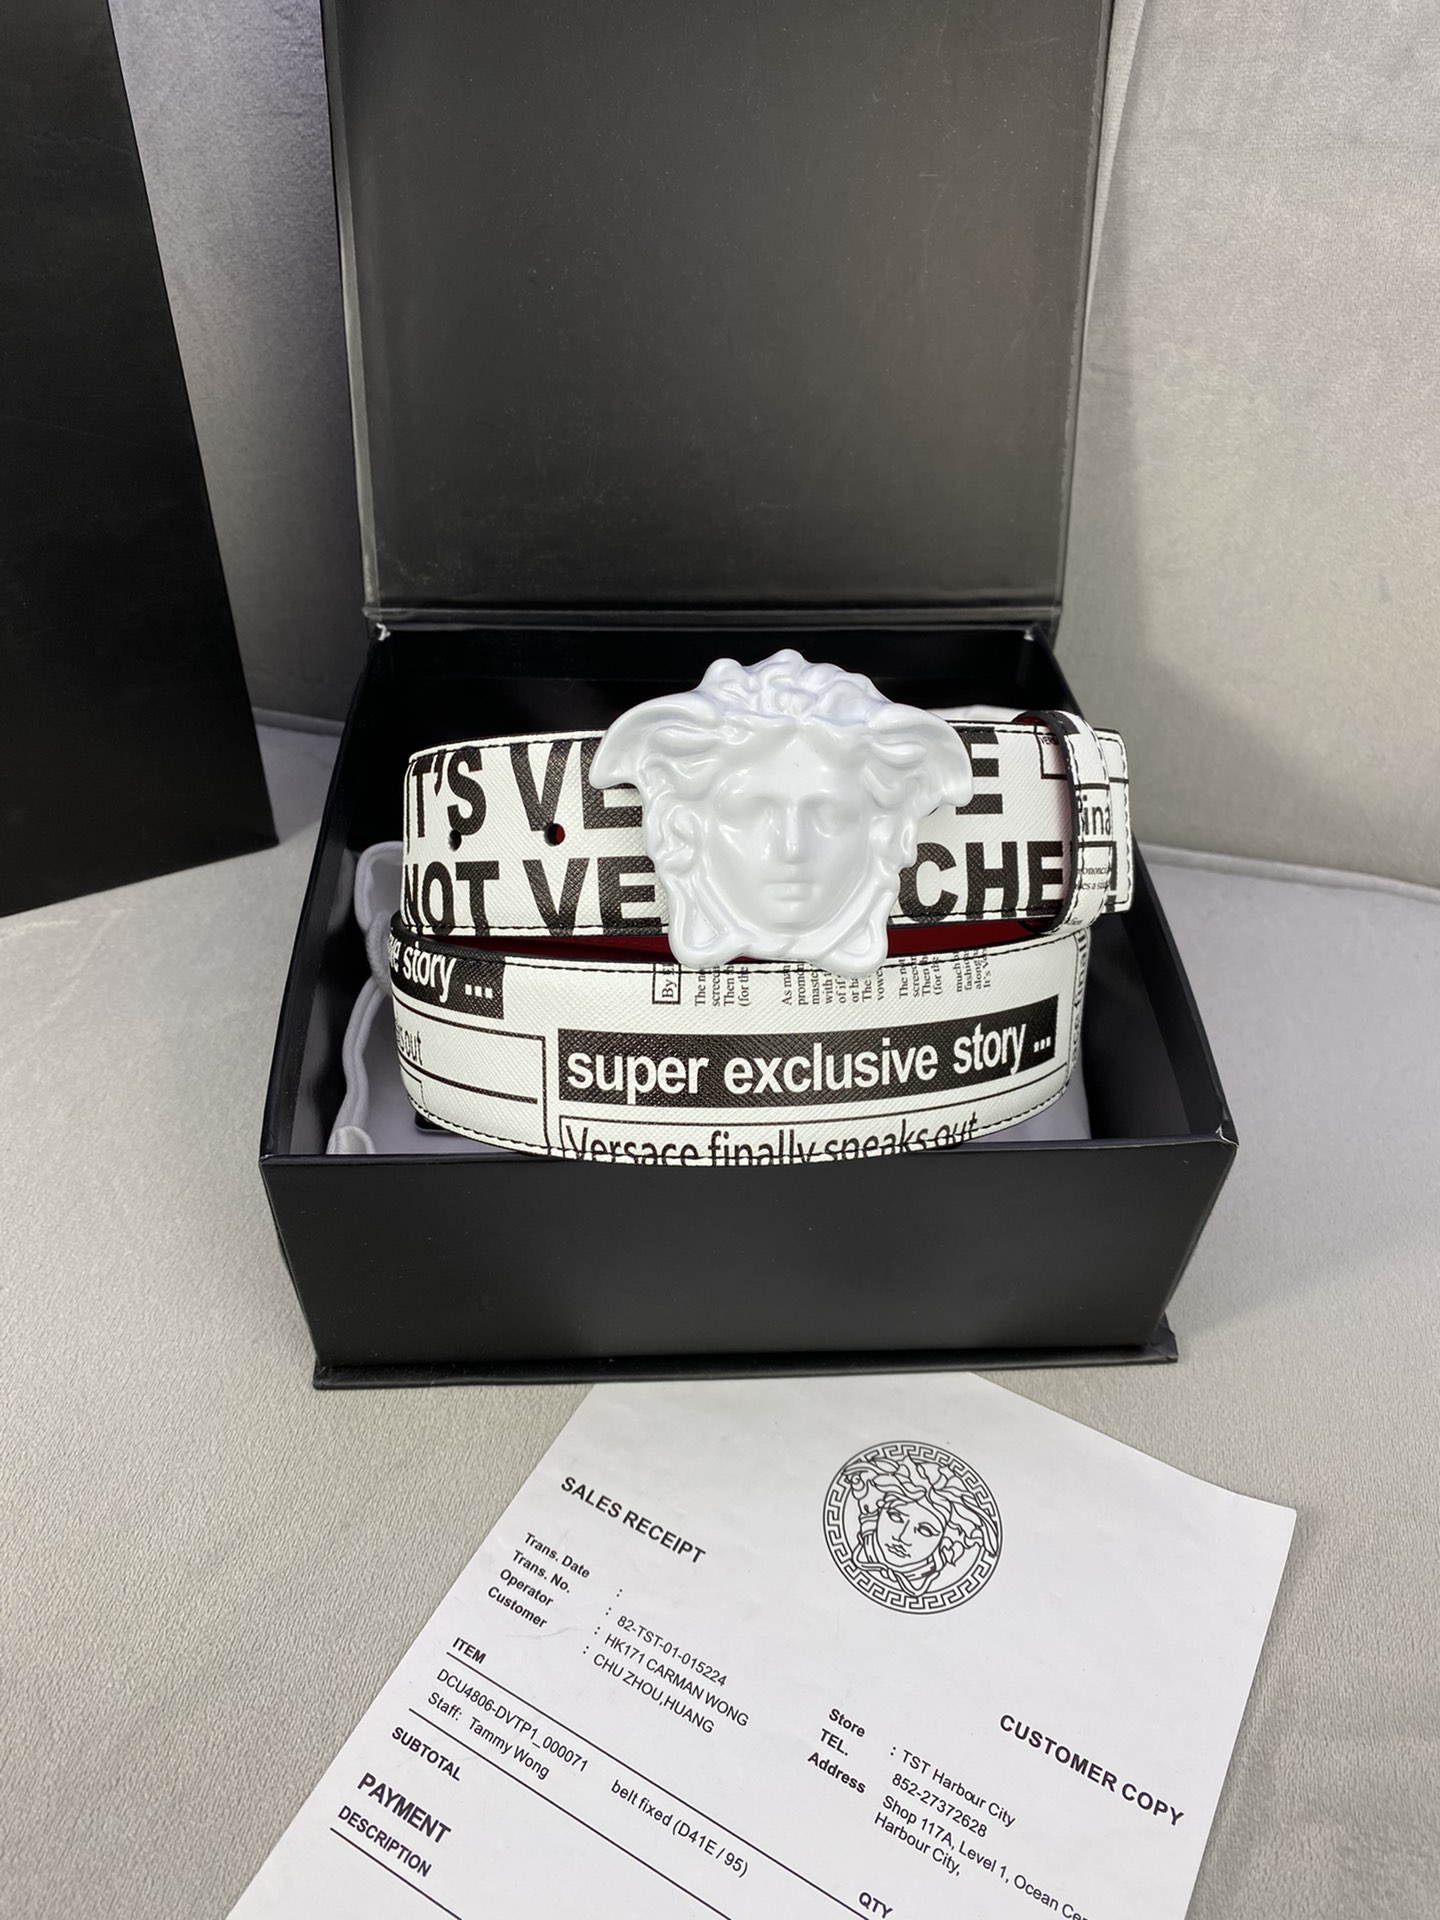 IT'S VE E
NOT VE CHE
ve story ...
super exclusive story ...
Versace finally speaks out
SALES RECEIPT
Trans. Date :
Trans. No. : 82-TST-01-015224
Operator : HK171 CARMAN WONG
Customer : CHU ZHOU,HUANG
CUSTOMER COPY
Store : TST Harbour City
TEL. 852-27372628
Address Shop 117A, Level 1, Ocean Cen
Harbour City,
ITEM QTY
DCU4806-DVTP1_000071 belt fixed (D41E / 95)
Staff: Tammy Wong
SUBTOTAL
PAYMENT
DESCRIPTION